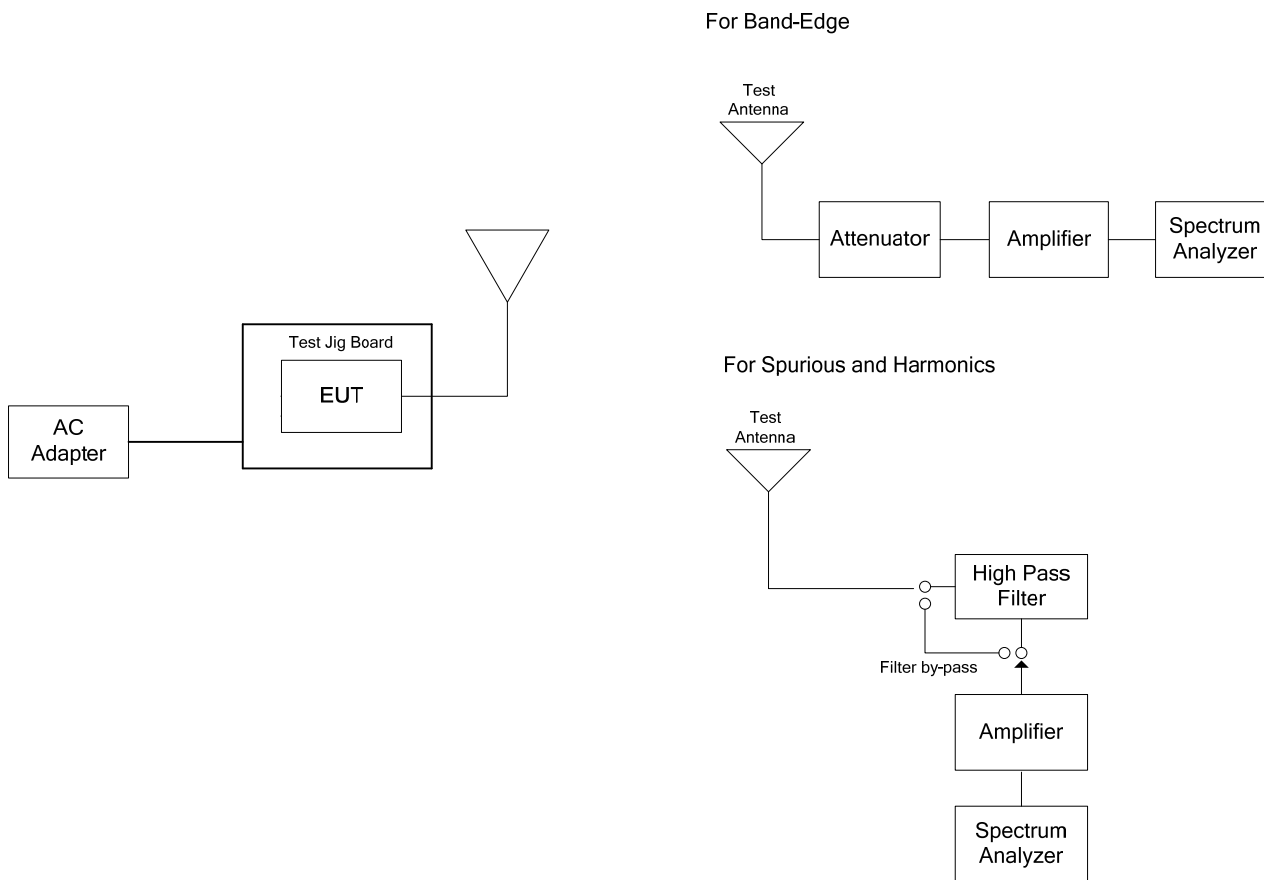 For Band-Edge
Test
Antenna
Attenuator
Amplifier
Spectrum
Analyzer
Test Jig Board
EUT
AC
Adapter
For Spurious and Harmonics
Test
Antenna
High Pass
Filter
Filter by-pass
Amplifier
Spectrum
Analyzer